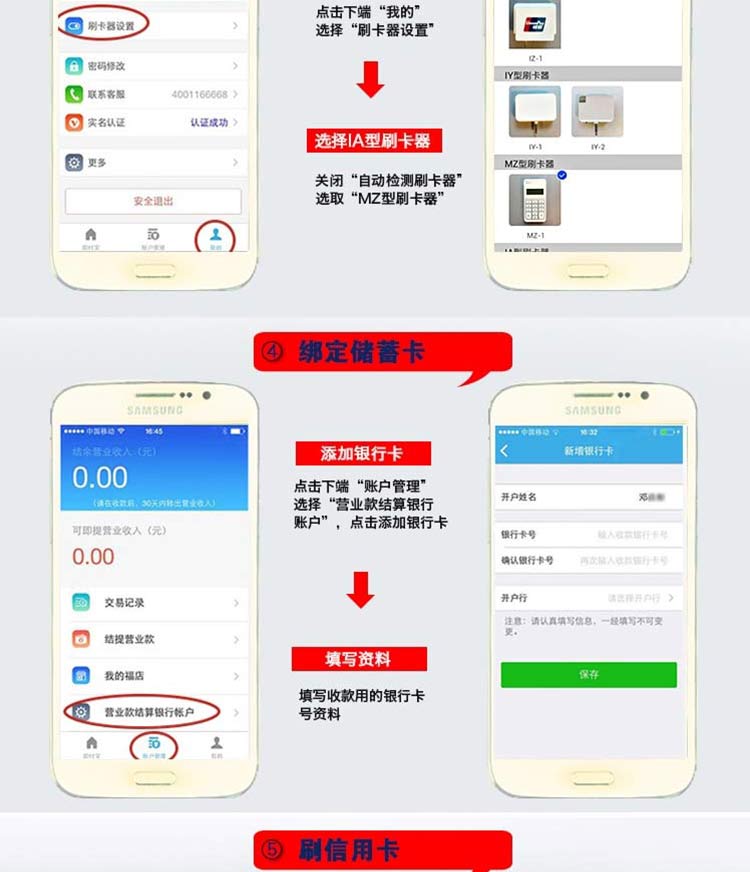 刷卡器设置
密码修改
联系客服 4001166668
实名认证 认证成功
更多
安全退出
账户管理
点击下端“我的”
选择“刷卡器设置”
选择IA型刷卡器
关闭“自动检测刷卡器”
选取“MZ型刷卡器”
IZ-1
IY型刷卡器
IY-1 IY-2
MZ型刷卡器
MZ-1
④ 绑定储蓄卡
SAMSUNG
中国移动 16:45
结余营业收入（元）
0.00
（请在收款后，30天内转出营业收入）
可即提营业收入（元）
0.00
交易记录
结提营业款
我的福店
营业款结算银行帐户
账户管理
添加银行卡
点击下端“账户管理”
选择“营业款结算银行
账户”，点击添加银行卡
填写资料
填写收款用的银行卡
号资料
SAMSUNG
中国移动 16:32
新增银行卡
开户姓名 邓
银行卡号 输入收款银行卡号
确认银行卡号 再次输入收款银行卡号
开户行 请选择开户行
注意：请认真填写信息，一经填写不可变
更。
保存
⑤ 刷信用卡